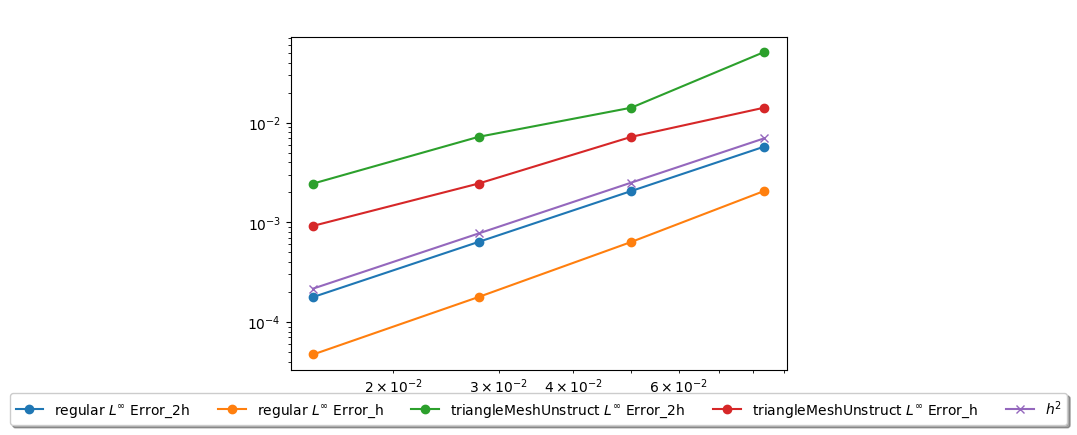 10⁻²
10⁻³
10⁻⁴
2 × 10⁻² 3 × 10⁻² 4 × 10⁻² 6 × 10⁻²
regular L∞ Error_2h regular L∞ Error_h triangleMeshUnstruct L∞ Error_2h triangleMeshUnstruct L∞ Error_h h²